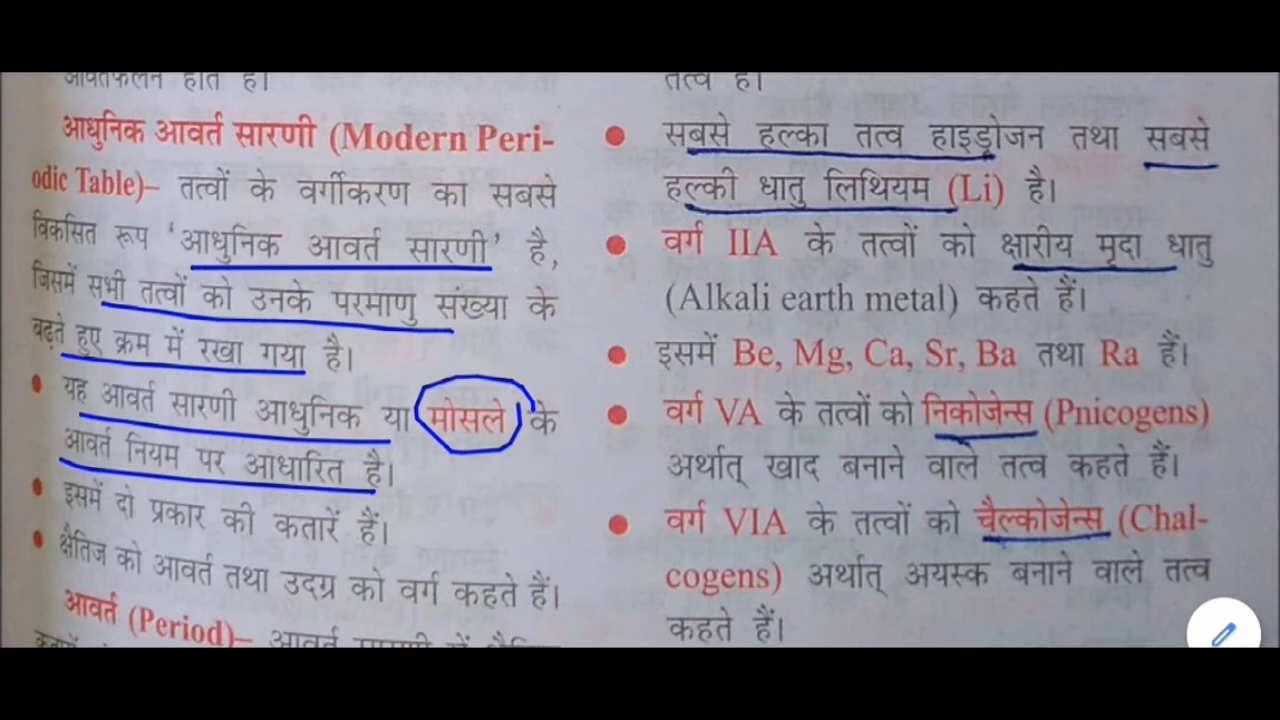 आवर्तफलन होते हैं।
आधुनिक आवर्त सारणी (Modern Peri-
odic Table)– तत्वों के वर्गीकरण का सबसे
विकसित रूप ‘आधुनिक आवर्त सारणी’ है,
जिसमें सभी तत्वों को उनके परमाणु संख्या के
बढ़ते हुए क्रम में रखा गया है।
• यह आवर्त सारणी आधुनिक या मोसले के
आवर्त नियम पर आधारित है।
• इसमें दो प्रकार की कतारें हैं।
• क्षैतिज को आवर्त तथा उदग्र को वर्ग कहते हैं।
आवर्त (Period)– आवर्त सारणी में
तत्व है।
• सबसे हल्का तत्व हाइड्रोजन तथा सबसे
हल्की धातु लिथियम (Li) है।
• वर्ग IIA के तत्वों को क्षारीय मृदा धातु
(Alkali earth metal) कहते हैं।
• इसमें Be, Mg, Ca, Sr, Ba तथा Ra हैं।
• वर्ग VA के तत्वों को निकोजेन्स (Pnicogens)
अर्थात् खाद बनाने वाले तत्व कहते हैं।
• वर्ग VIA के तत्वों को चैल्कोजेन्स (Chal-
cogens) अर्थात् अयस्क बनाने वाले तत्व
कहते हैं।